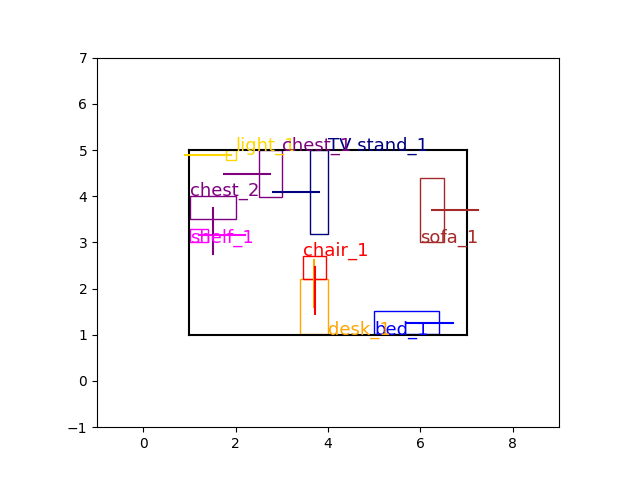 7
6
5
4
3
2
1
0
−1
0
2
4
6
8
light_1
chest_1
TV stand_1
chest_2
shelf_1
sofa_1
chair_1
desk_1
bed_1